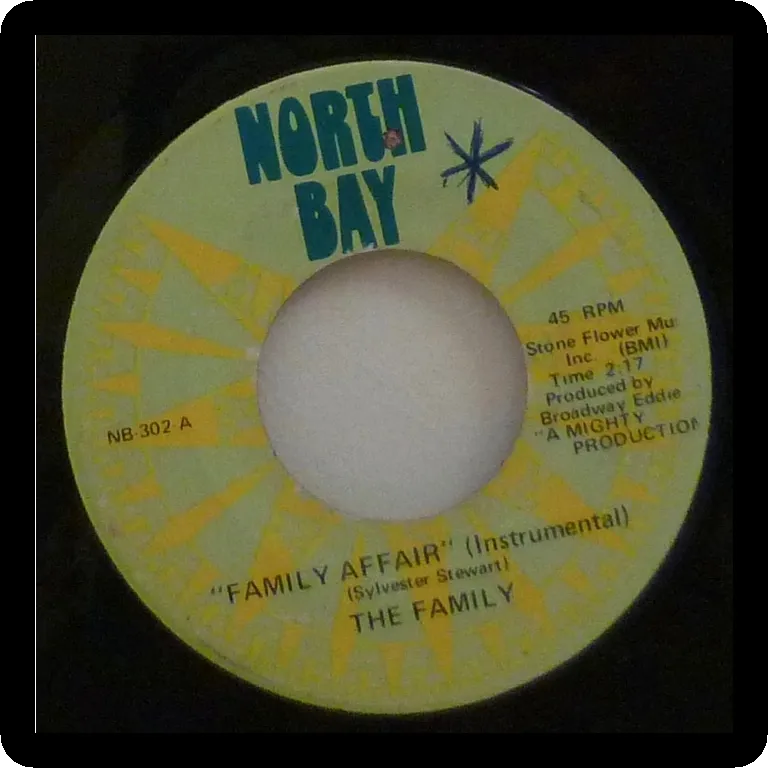 NORTH
BAY
45 RPM
Stone Flower Mu
Inc. (BMI)
Time 2:17
Produced by
Broadway Eddie
"A MIGHTY
PRODUCTION
NB-302 A
"FAMILY AFFAIR" (Instrumental)
(Sylvester Stewart)
THE FAMILY